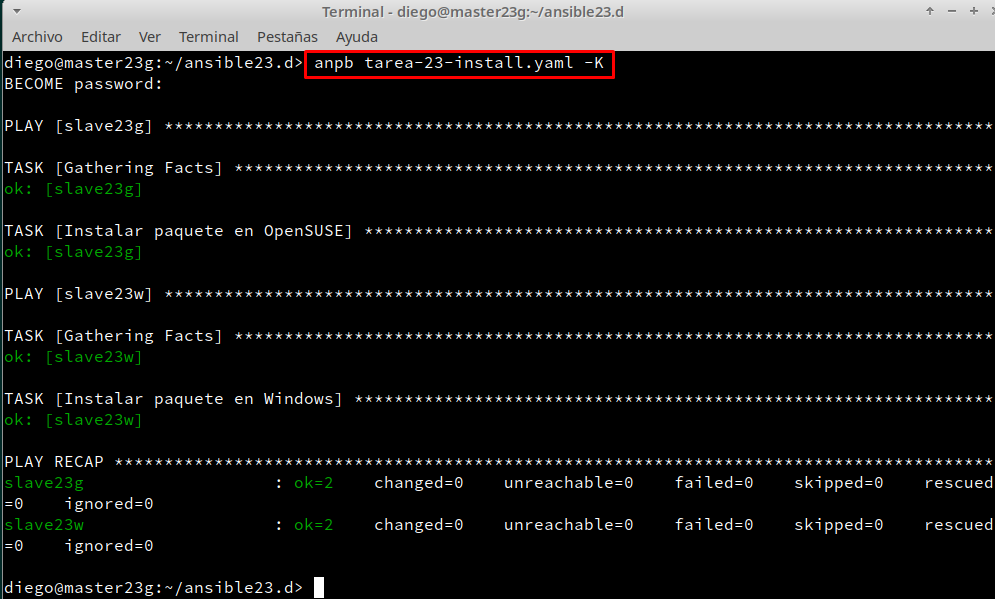 Terminal - diego@master23g:~/ansible23.d
Archivo Editar Ver Terminal Pestañas Ayuda
diego@master23g:~/ansible23.d> anpb tarea-23-install.yaml -K
BECOME password:
PLAY [slave23g] ***********************************************************************************
TASK [Gathering Facts] ****************************************************************************
ok: [slave23g]
TASK [Instalar paquete en OpenSUSE] ***************************************************************
ok: [slave23g]
PLAY [slave23w] ***********************************************************************************
TASK [Gathering Facts] ****************************************************************************
ok: [slave23w]
TASK [Instalar paquete en Windows] ****************************************************************
ok: [slave23w]
PLAY RECAP ****************************************************************************************
slave23g                   : ok=2    changed=0    unreachable=0    failed=0    skipped=0    rescued
=0    ignored=0
slave23w                   : ok=2    changed=0    unreachable=0    failed=0    skipped=0    rescued
=0    ignored=0
diego@master23g:~/ansible23.d>